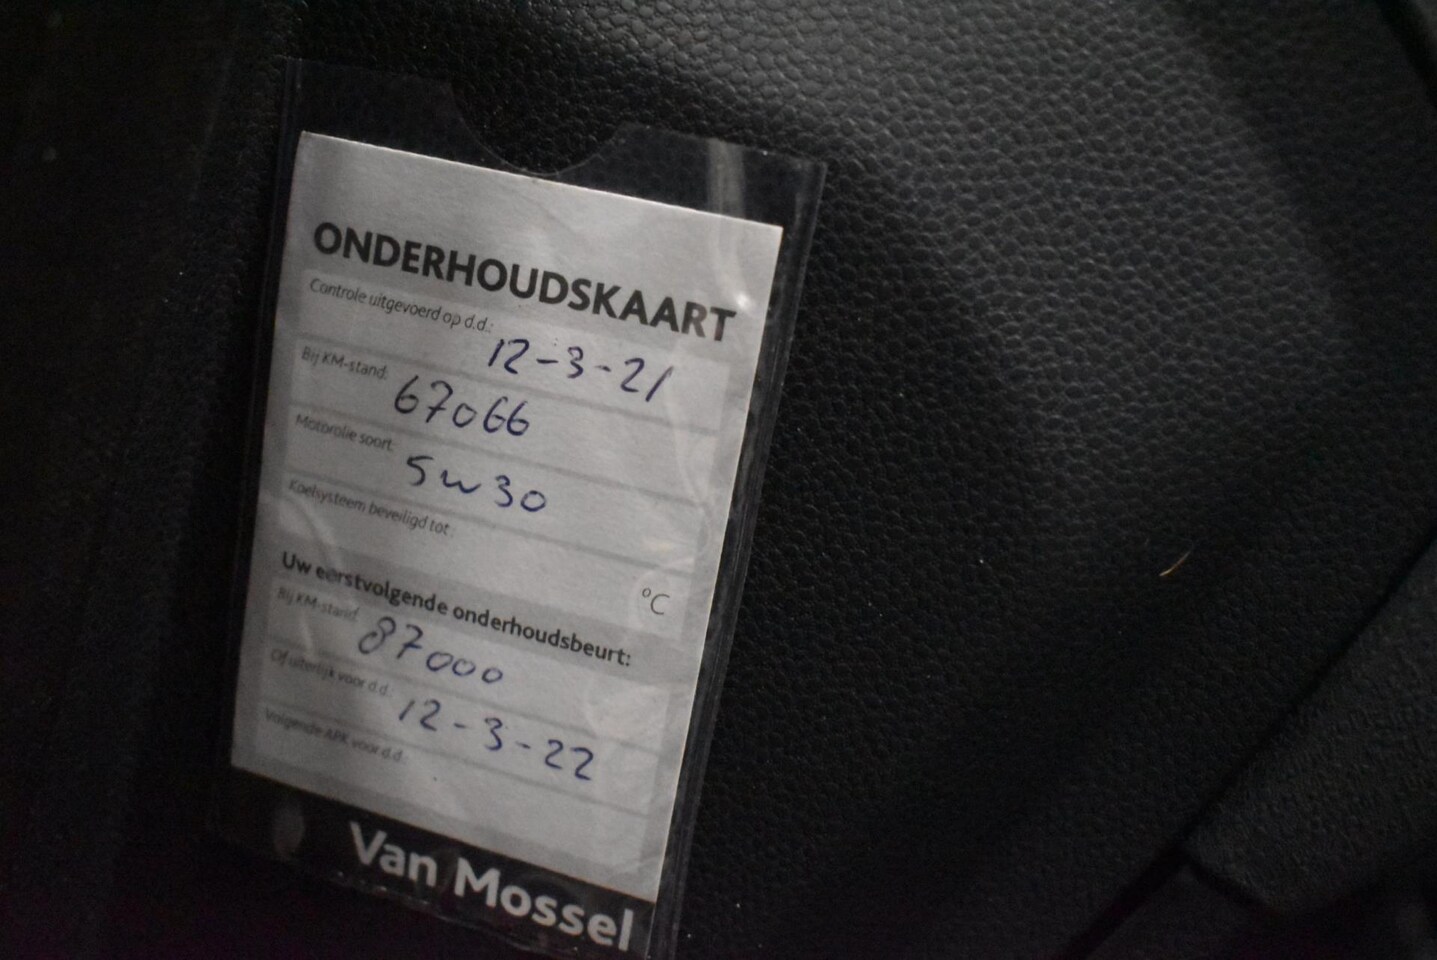 ONDERHOUDSKAART
Controle uitgevoerd op d.d.:
12-3-21
Bij KM-stand: 67066
Motorolie soort: 5w30
Koelsysteem beveiligd tot: °C
Uw eerstvolgende onderhoudsbeurt:
Bij KM-stand: 87000
Of uiterlijk voor d.d.: 12-3-22
Volgende APK voor d.d.:
Van Mossel